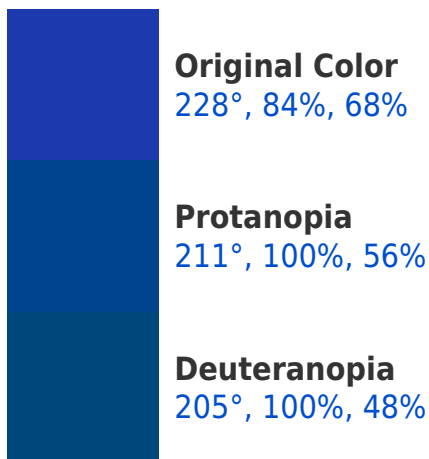 Original Color
228°, 84%, 68%
Protanopia
211°, 100%, 56%
Deuteranopia
205°, 100%, 48%